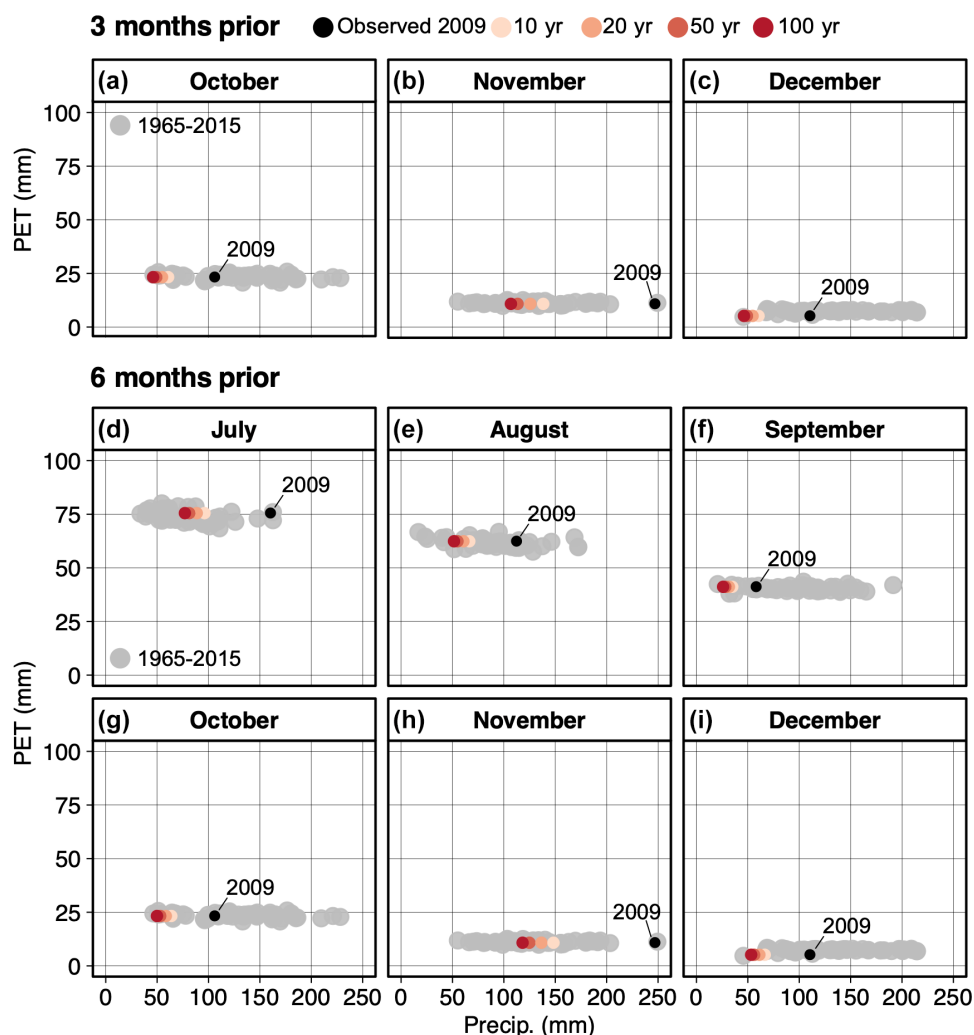 3 months prior
Observed 2009 10 yr 20 yr 50 yr 100 yr
(a) October (b) November (c) December
PET (mm)
100
75
50
25
0
1965-2015
2009
2009
2009
6 months prior
(d) July (e) August (f) September
PET (mm)
100
75
50
25
0
2009
2009
2009
1965-2015
(g) October (h) November (i) December
100
75
50
25
0
2009
2009
2009
0 50 100 150 200 250 0 50 100 150 200 250 0 50 100 150 200 250
Precip. (mm)